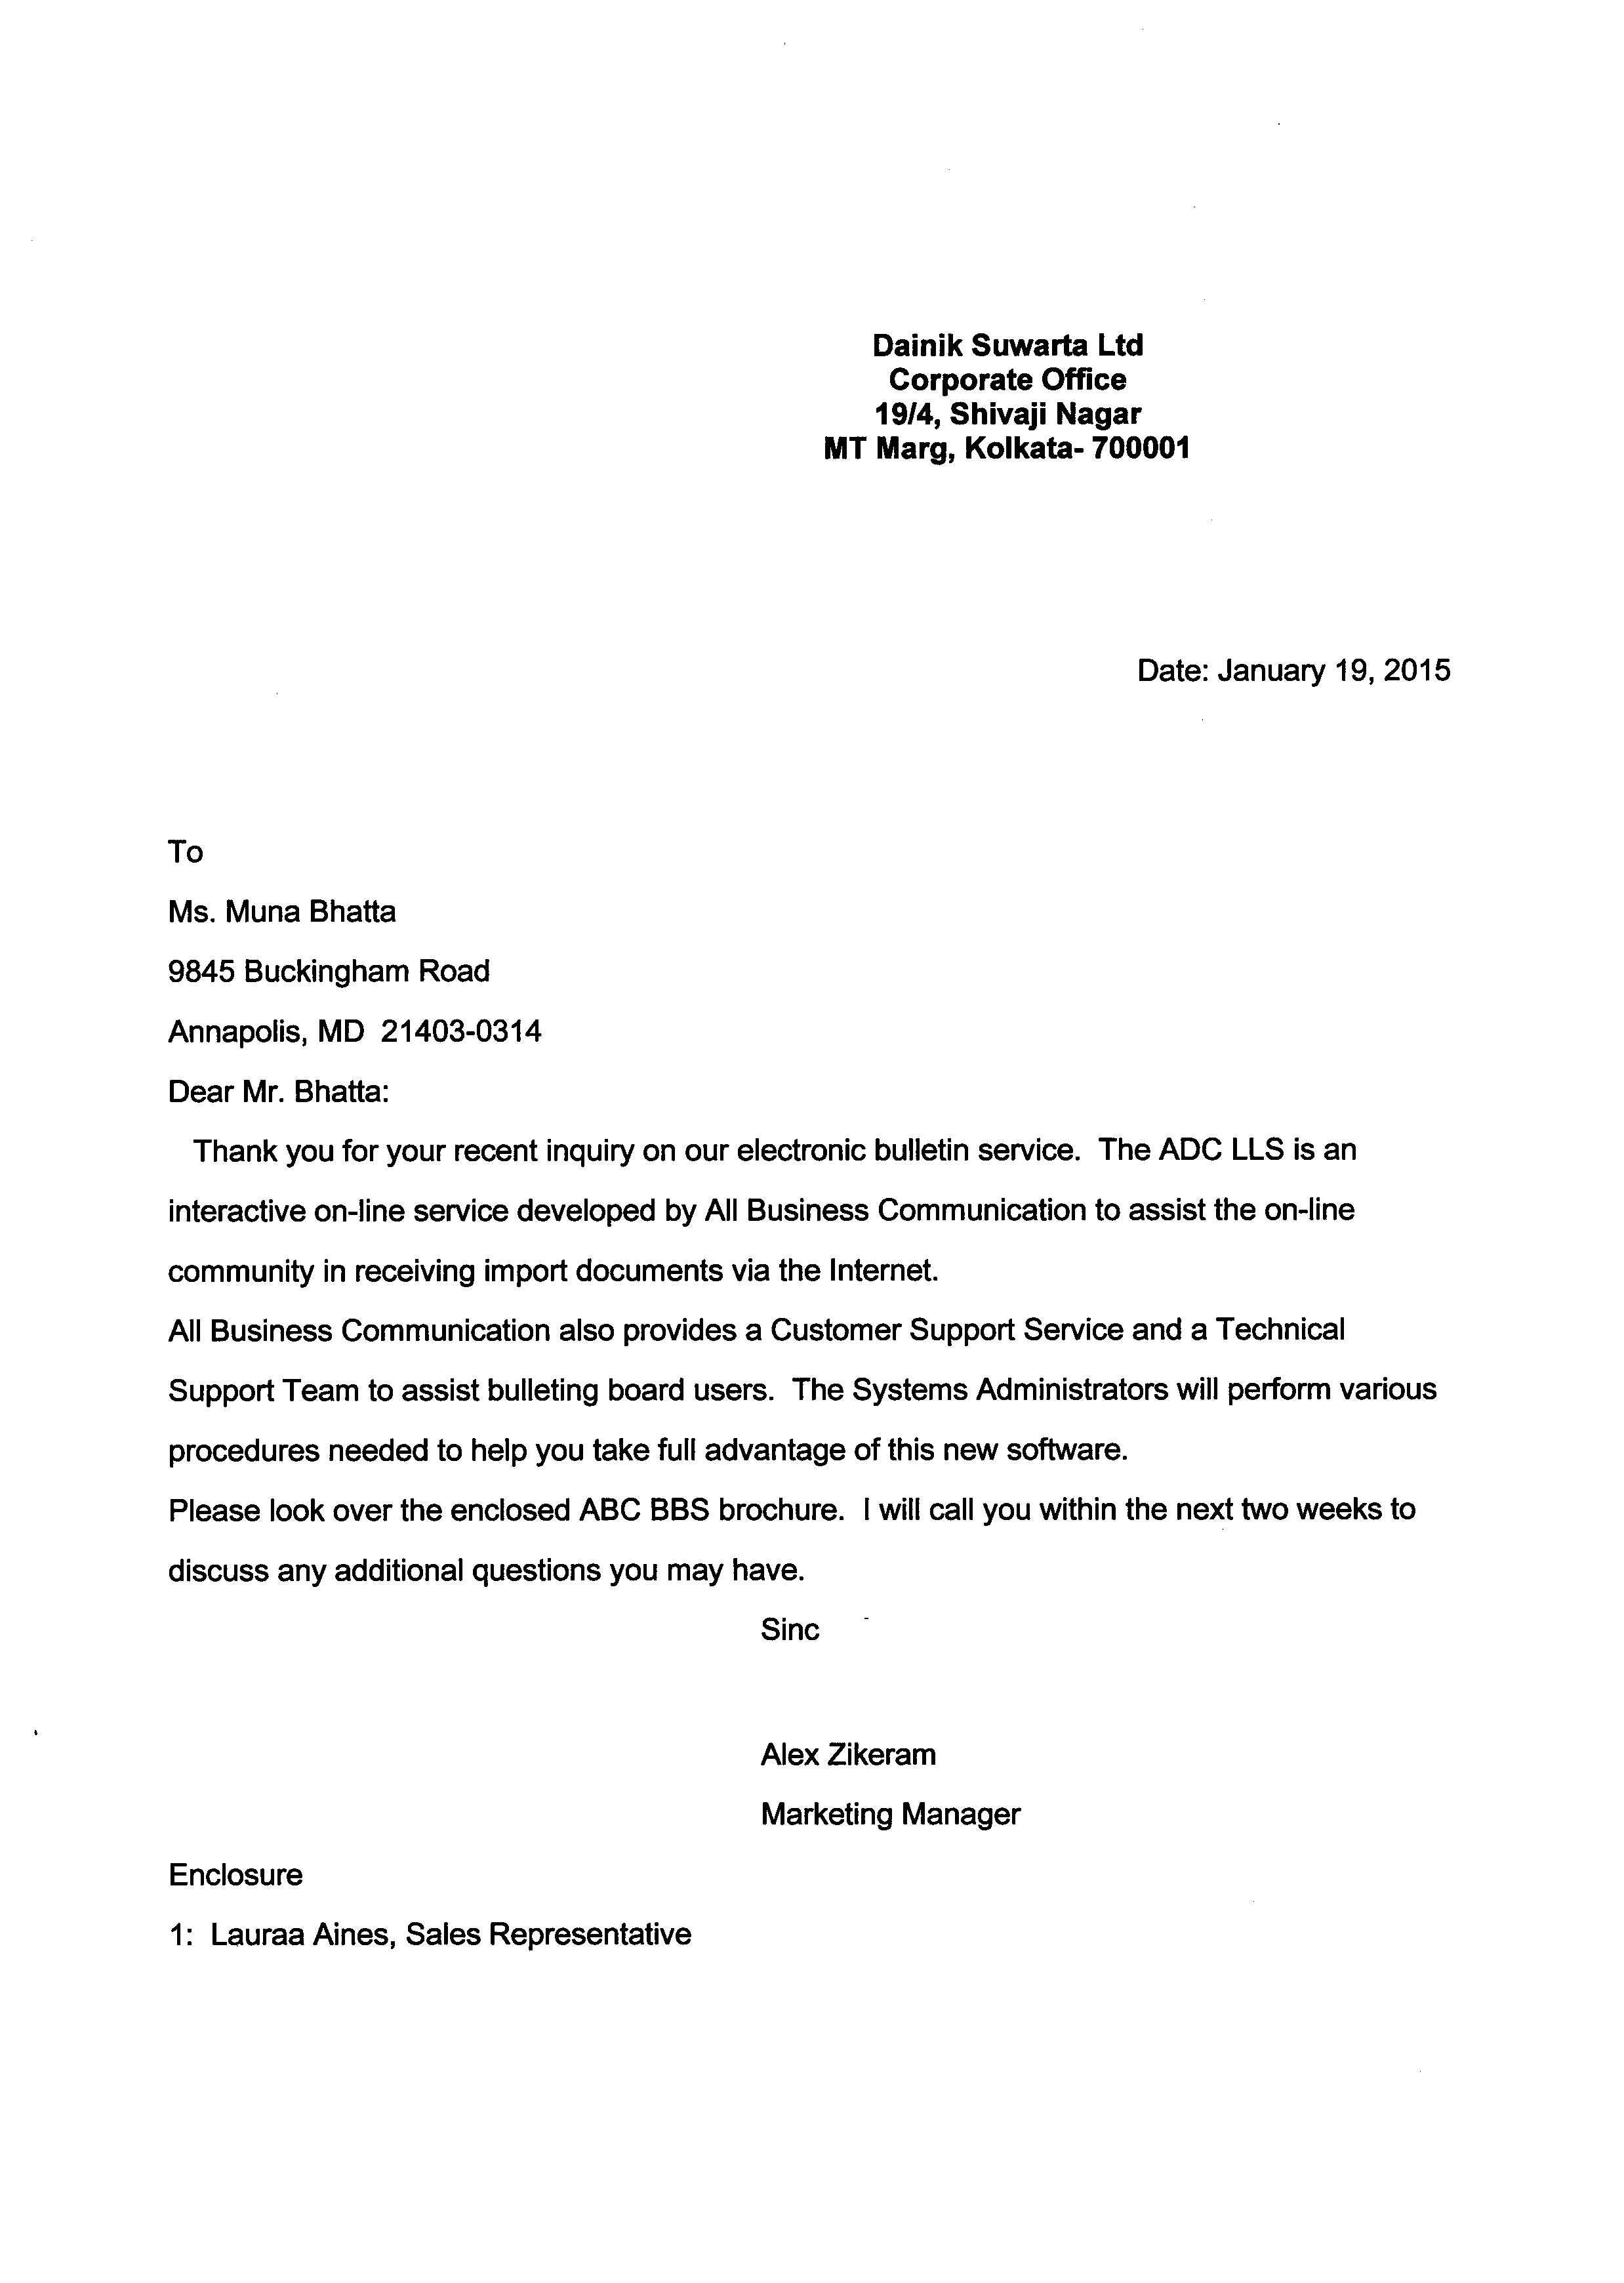 Dainik Suwarta Ltd
Corporate Office
19/4, Shivaji Nagar
MT Marg, Kolkata- 700001
Date: January 19, 2015
To
Ms. Muna Bhatta
9845 Buckingham Road
Annapolis, MD  21403-0314
Dear Mr. Bhatta:
Thank you for your recent inquiry on our electronic bulletin service.  The ADC LLS is an
interactive on-line service developed by All Business Communication to assist the on-line
community in receiving import documents via the Internet.
All Business Communication also provides a Customer Support Service and a Technical
Support Team to assist bulleting board users.  The Systems Administrators will perform various
procedures needed to help you take full advantage of this new software.
Please look over the enclosed ABC BBS brochure.  I will call you within the next two weeks to
discuss any additional questions you may have.
Sinc
Alex Zikeram
Marketing Manager
Enclosure
1:  Lauraa Aines, Sales Representative